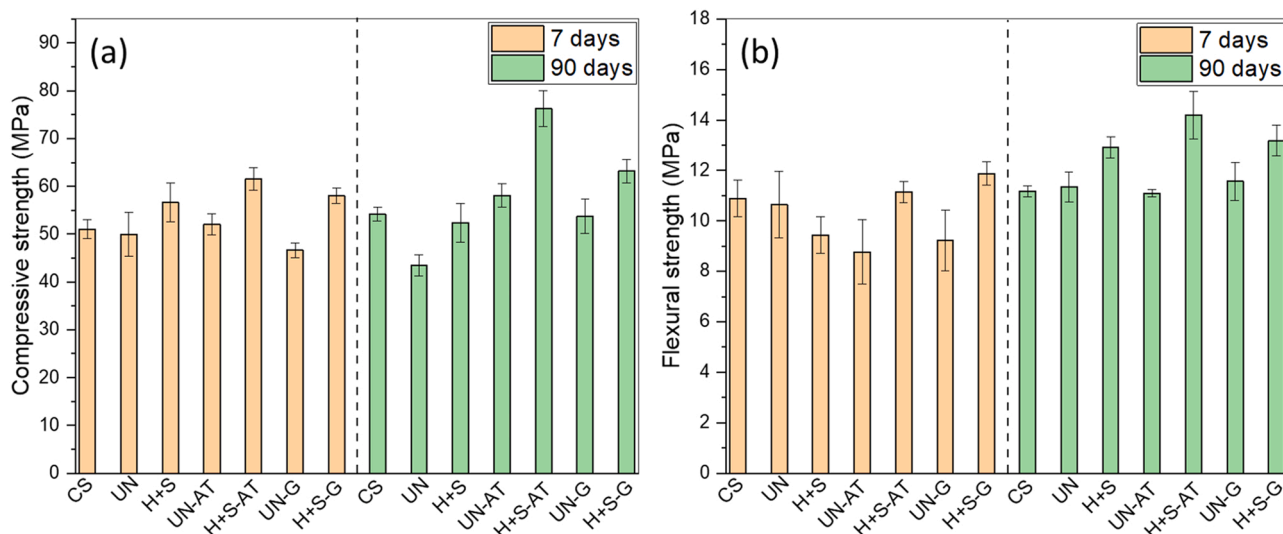 (a)
7 days
90 days
Compressive strength (MPa)
90
80
70
60
50
40
30
20
10
0
CS
UN
H+S
UN-AT
H+S-AT
UN-G
H+S-G
CS
UN
H+S
UN-AT
H+S-AT
UN-G
H+S-G
(b)
7 days
90 days
Flexural strength (MPa)
18
16
14
12
10
8
6
4
2
0
CS
UN
H+S
UN-AT
H+S-AT
UN-G
H+S-G
CS
UN
H+S
UN-AT
H+S-AT
UN-G
H+S-G